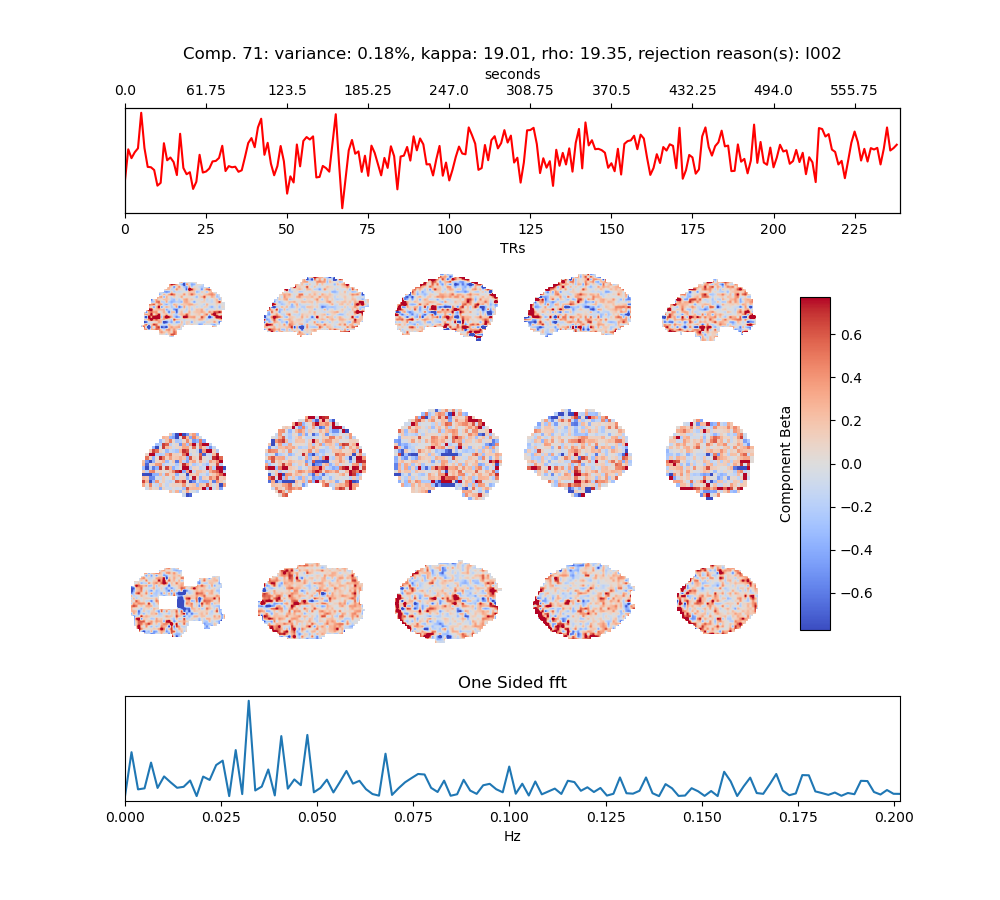 Comp. 71: variance: 0.18%, kappa: 19.01, rho: 19.35, rejection reason(s): I002
seconds
0.0 61.75 123.5 185.25 247.0 308.75 370.5 432.25 494.0 555.75
0 25 50 75 100 125 150 175 200 225
TRs
0.6
0.4
0.2
0.0
−0.2
−0.4
−0.6
Component Beta
One Sided fft
0.000 0.025 0.050 0.075 0.100 0.125 0.150 0.175 0.200
Hz